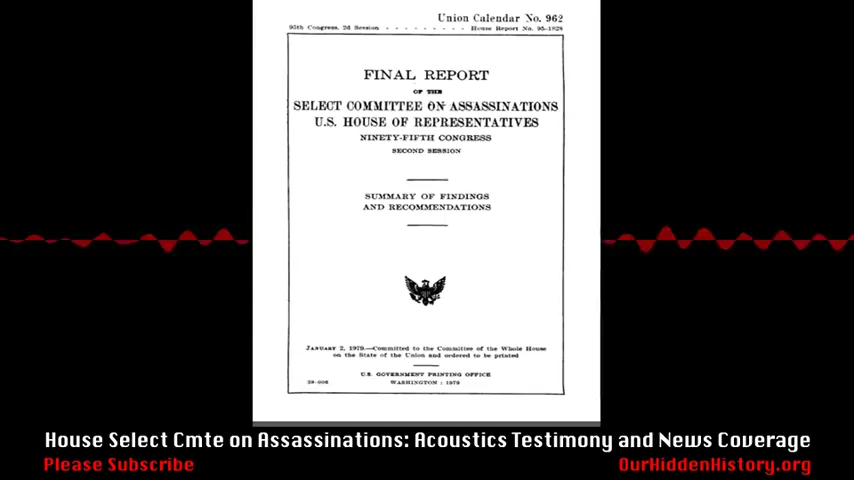 Union Calendar No. 962
95th Congress, 2d Session - - - - - - - - - House Report No. 95-1828
FINAL REPORT
OF THE
SELECT COMMITTEE ON ASSASSINATIONS
U.S. HOUSE OF REPRESENTATIVES
NINETY-FIFTH CONGRESS
SECOND SESSION
SUMMARY OF FINDINGS
AND RECOMMENDATIONS
JANUARY 2, 1979.—Committed to the Committee of the Whole House
on the State of the Union and ordered to be printed
U.S. GOVERNMENT PRINTING OFFICE
WASHINGTON : 1979
House Select Cmte on Assassinations: Acoustics Testimony and News Coverage
Please Subscribe
OurHiddenHistory.org